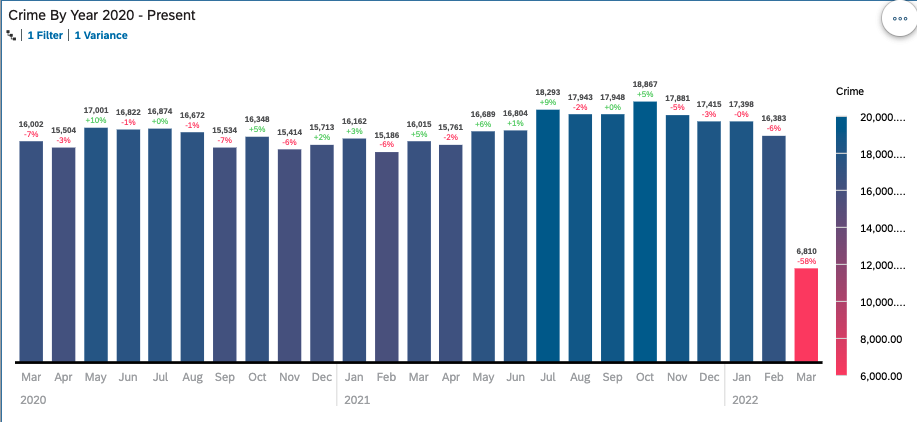 Crime By Year 2020 - Present
1 Filter | 1 Variance
16,002 15,504 17,001 16,822 16,874 16,672 15,534 16,348 15,414 15,713 16,162 15,186 16,015 15,761 16,689 16,804 18,293 17,943 17,948 18,867 17,881 17,415 17,398 16,383 6,810
-7% -3% +10% -1% +0% -1% -7% +5% -6% +2% +3% -6% +5% -2% +6% +1% +9% -2% +0% +5% -5% -3% -0% -6% -58%
Crime
20,000....
18,000....
16,000....
14,000....
12,000....
10,000....
8,000.00
6,000.00
Mar Apr May Jun Jul Aug Sep Oct Nov Dec Jan Feb Mar Apr May Jun Jul Aug Sep Oct Nov Dec Jan Feb Mar
2020 2021 2022